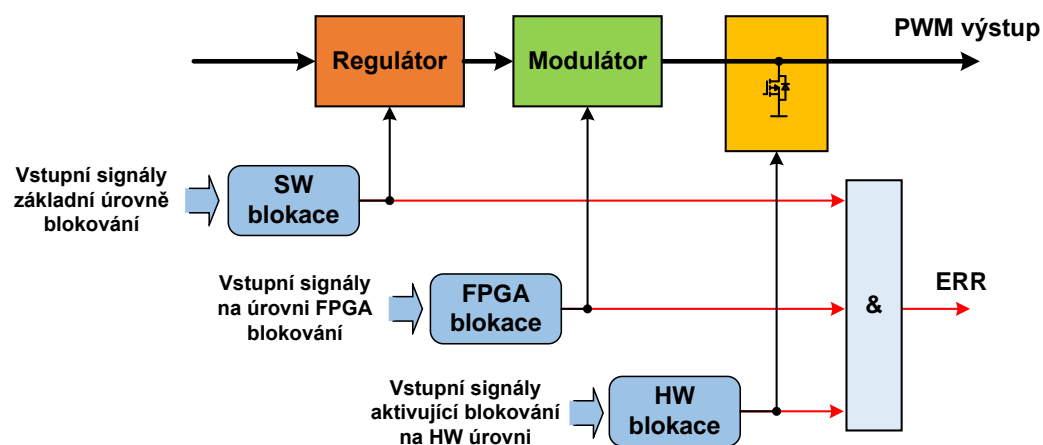 PWM výstup
Regulátor
Modulátor
Vstupní signály
základní úrovně
blokování
SW
blokace
Vstupní signály
na úrovni FPGA
blokování
FPGA
blokace
&
ERR
Vstupní signály
aktivující blokování
na HW úrovni
HW
blokace